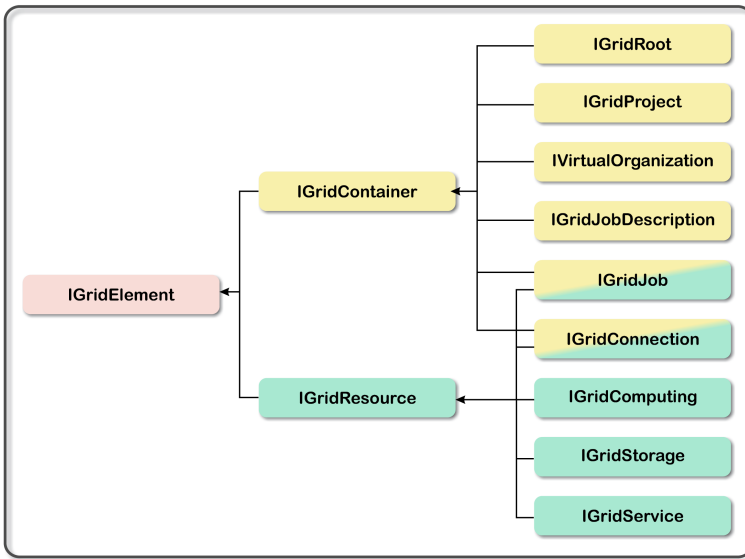 IGridRoot
IGridProject
IVirtualOrganization
IGridContainer
IGridJobDescription
IGridJob
IGridElement
IGridConnection
IGridResource
IGridComputing
IGridStorage
IGridService